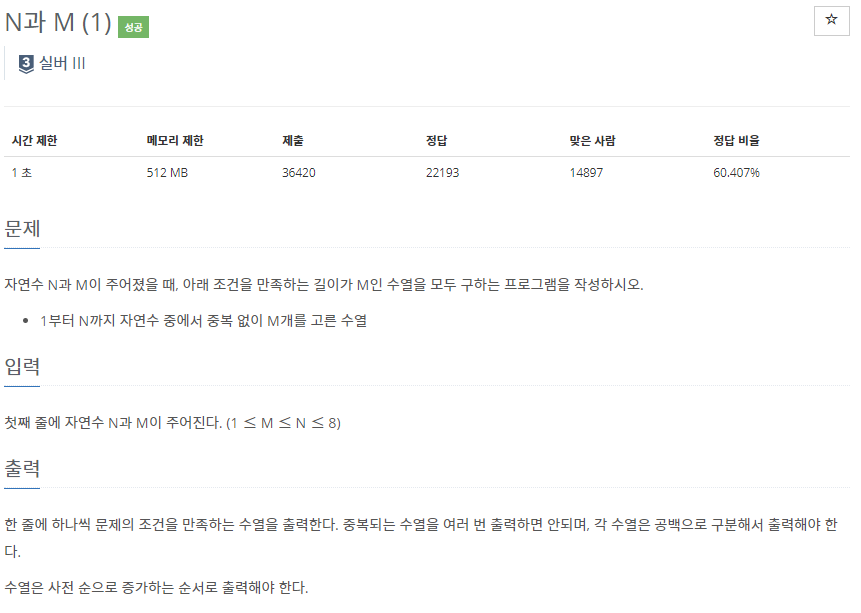 N과 M (1) 성공
3 실버 III
시간 제한 메모리 제한 제출 정답 맞은 사람 정답 비율
1 초 512 MB 36420 22193 14897 60.407%
문제
자연수 N과 M이 주어졌을 때, 아래 조건을 만족하는 길이가 M인 수열을 모두 구하는 프로그램을 작성하시오.
• 1부터 N까지 자연수 중에서 중복 없이 M개를 고른 수열
입력
첫째 줄에 자연수 N과 M이 주어진다. (1 ≤ M ≤ N ≤ 8)
출력
한 줄에 하나씩 문제의 조건을 만족하는 수열을 출력한다. 중복되는 수열을 여러 번 출력하면 안되며, 각 수열은 공백으로 구분해서 출력해야 한
다.
수열은 사전 순으로 증가하는 순서로 출력해야 한다.